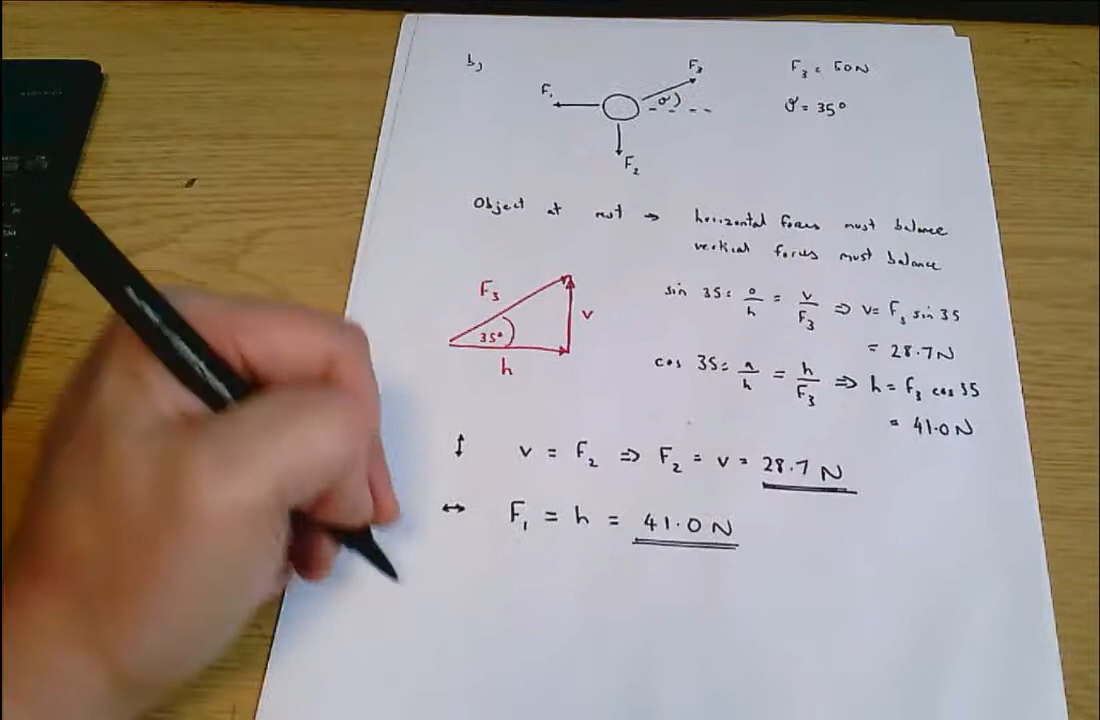 b,
F₃
F₁
θ
F₂
F₃ = 50N
θ = 35°
Object at rest → horizontal forces must balance
vertical forces must balance
F₃
35°
v
h
sin 35 = o/h = v/F₃ ⇒ v = F₃ sin 35
= 28.7N
cos 35 = a/h = h/F₃ ⇒ h = F₃ cos 35
= 41.0N
↕ v = F₂ ⇒ F₂ = v = 28.7 N
↔ F₁ = h = 41.0 N